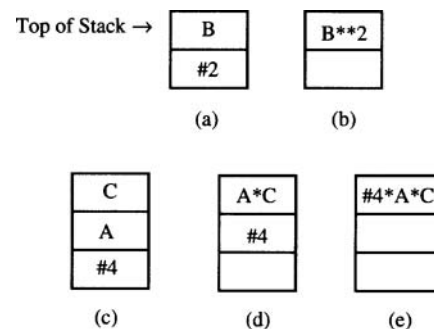 Top of Stack → B B**2
#2
(a) (b)
C A*C #4*A*C
A #4
#4
(c) (d) (e)